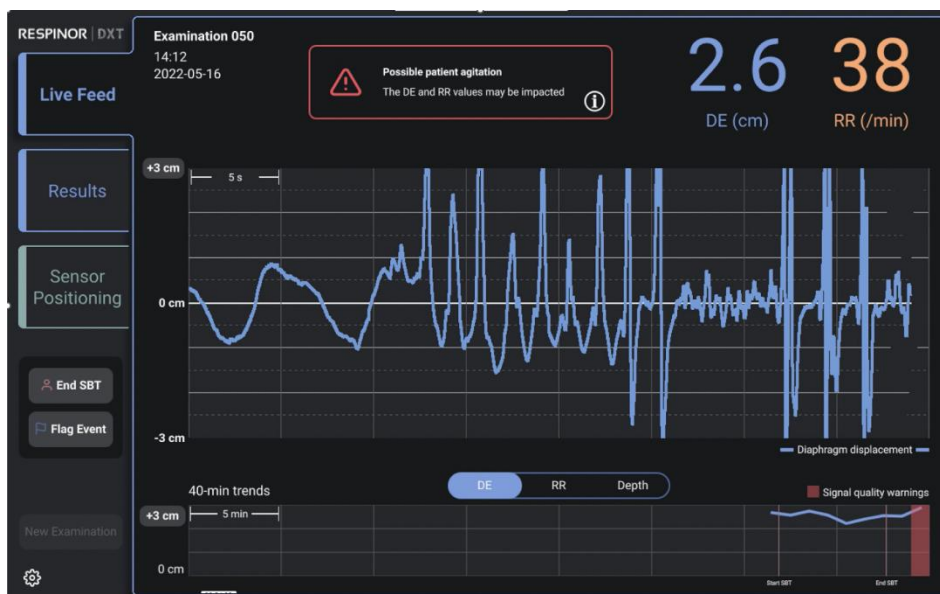 RESPINOR | DXT
Live Feed
Results
Sensor
Positioning
End SBT
Flag Event
New Examination
Examination 050
14:12
2022-05-16
Possible patient agitation
The DE and RR values may be impacted
2.6
DE (cm)
38
RR (/min)
+3 cm
5 s
0 cm
-3 cm
Diaphragm displacement
40-min trends
DE
RR
Depth
Signal quality warnings
+3 cm
5 min
0 cm
Start SBT
End SBT